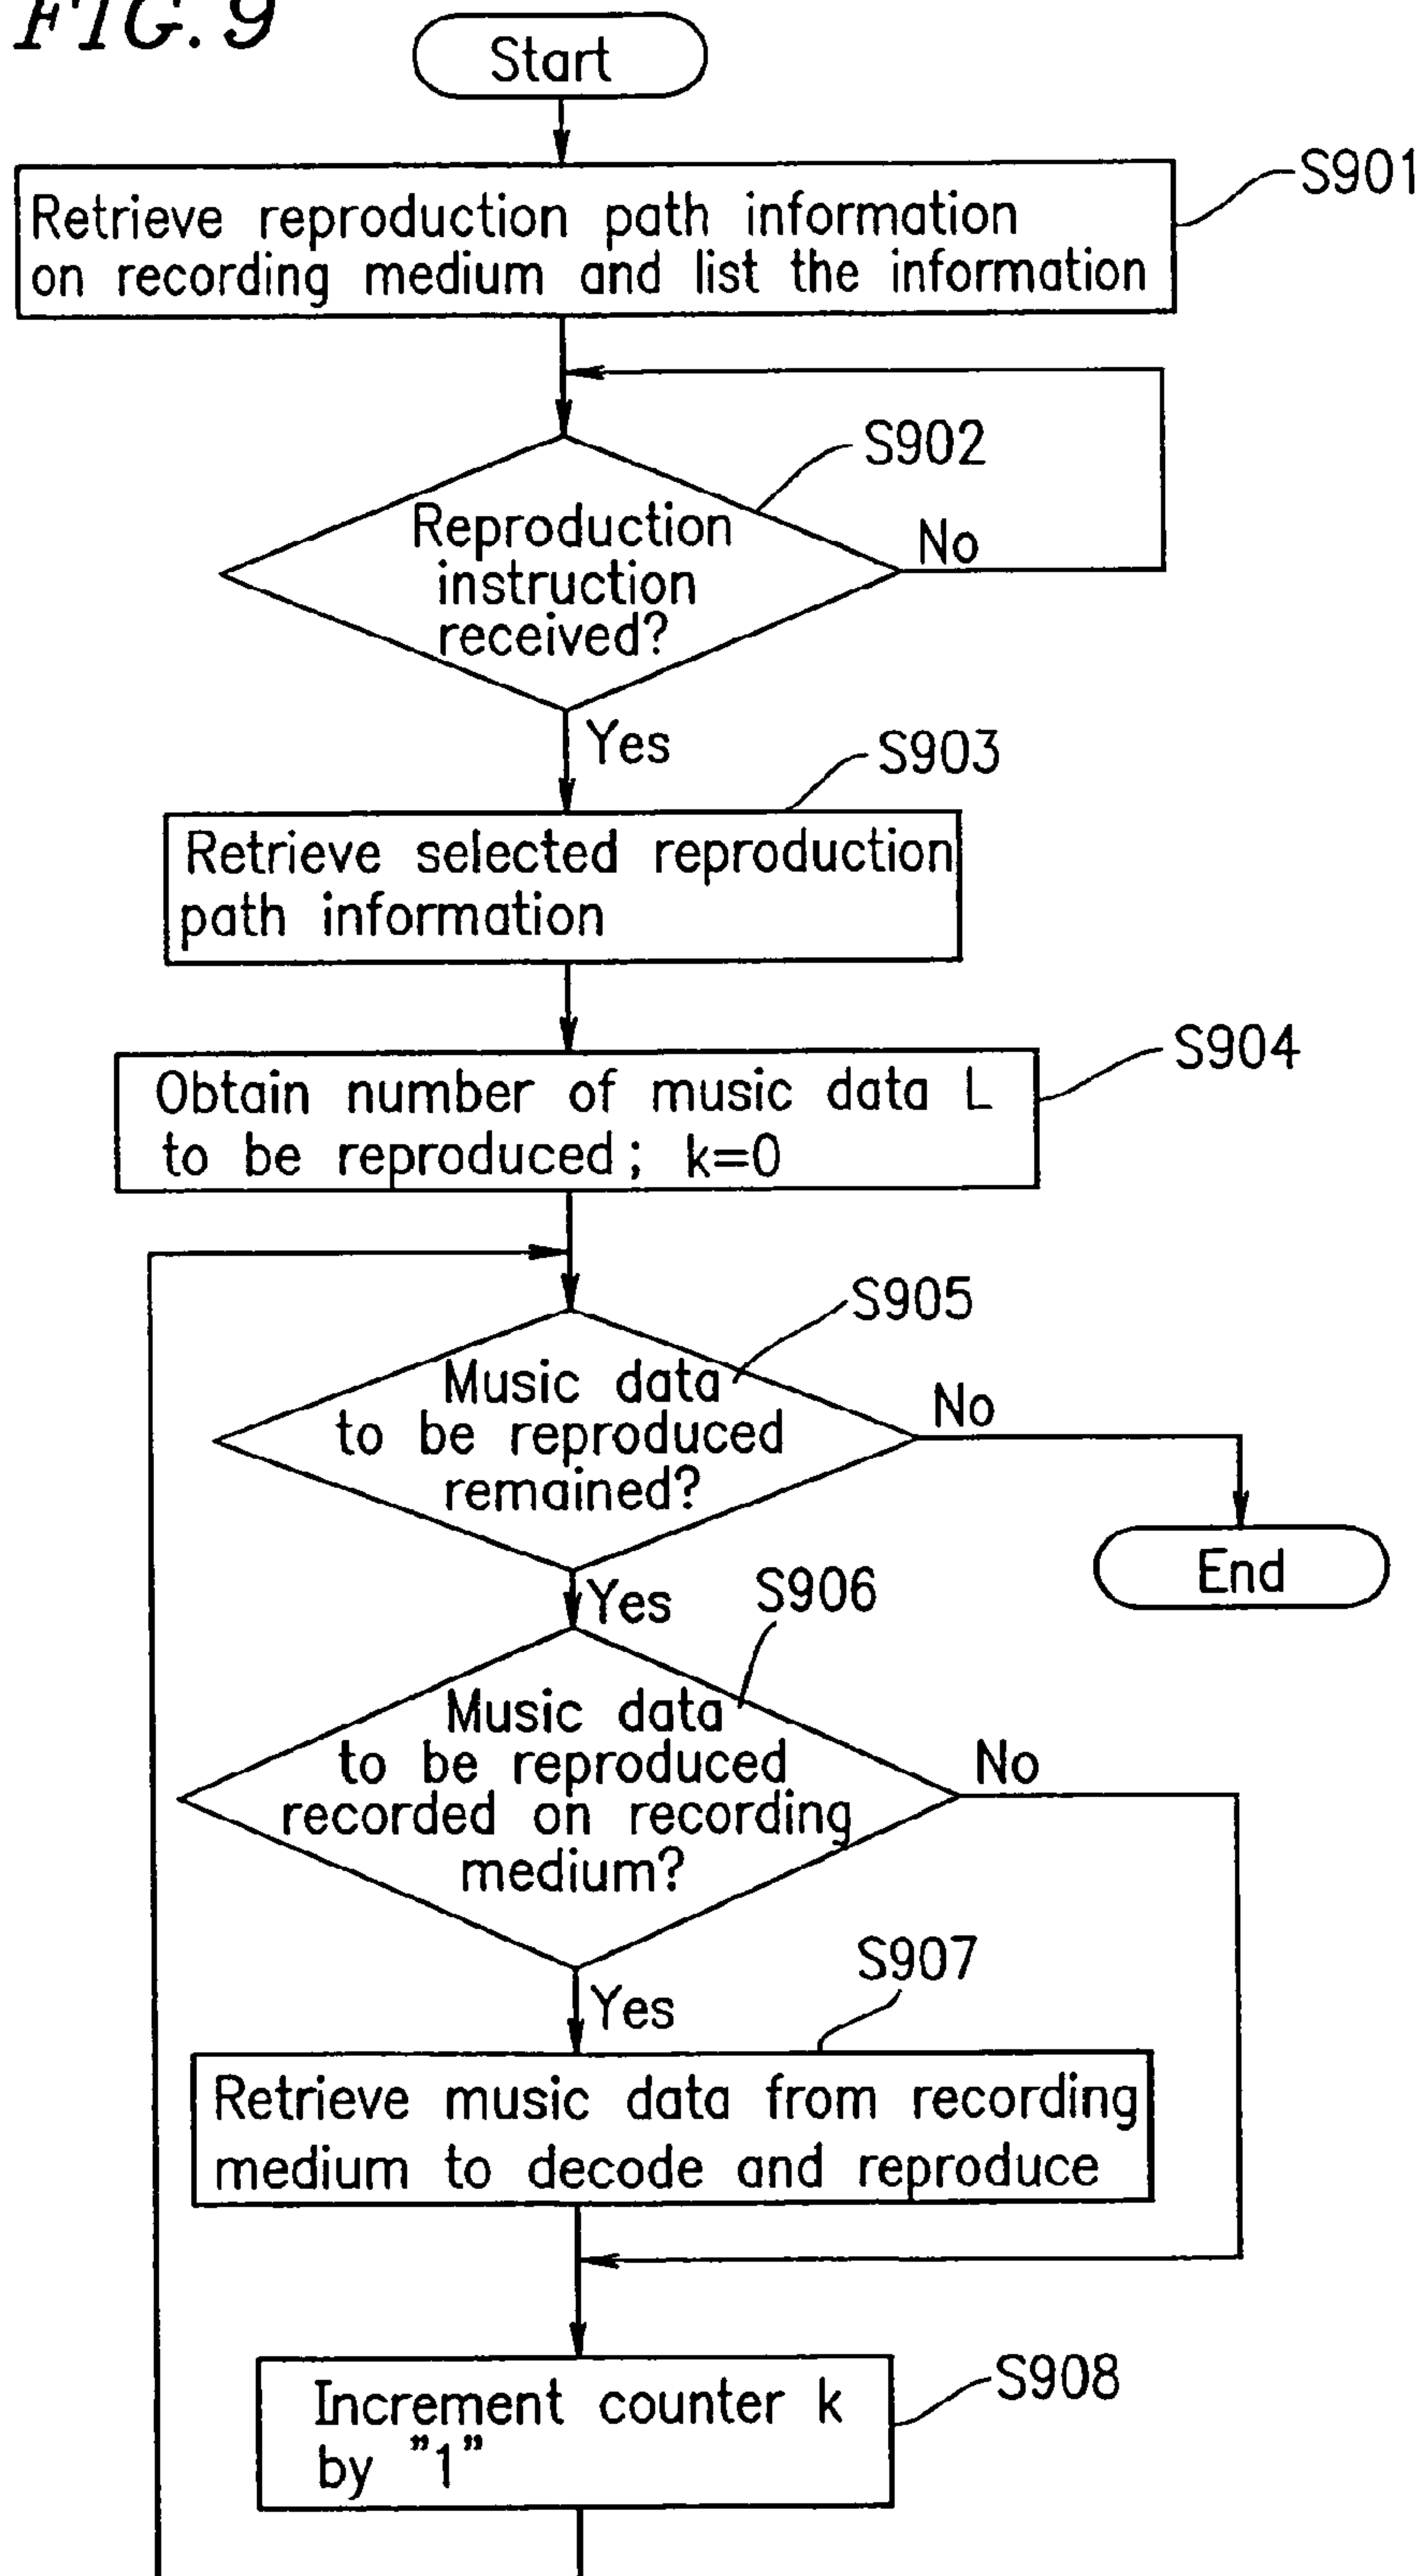 FIG. 9
Start
S901
Retrieve reproduction path information
on recording medium and list the information
S902
Reproduction
instruction
received?
No
Yes
S903
Retrieve selected reproduction
path information
S904
Obtain number of music data L
to be reproduced; k=0
S905
Music data
to be reproduced
remained?
No
End
Yes
S906
Music data
to be reproduced
recorded on recording
medium?
No
Yes
S907
Retrieve music data from recording
medium to decode and reproduce
S908
Increment counter k
by "1"